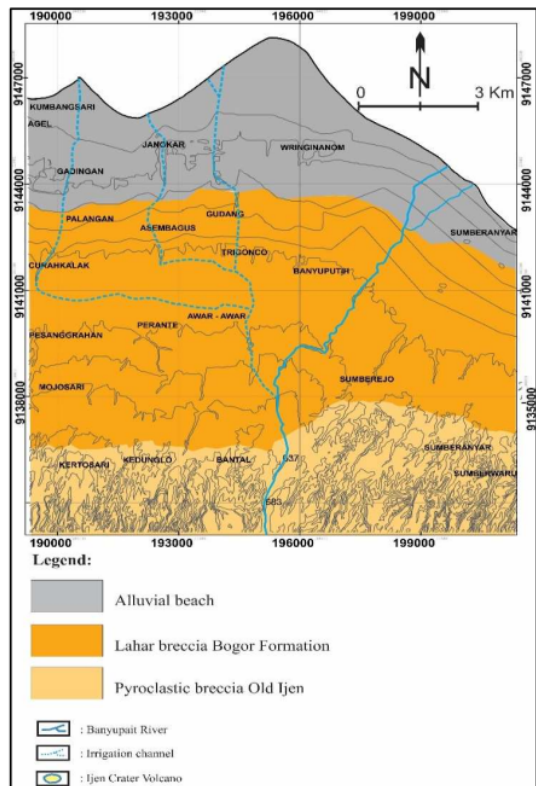 190000 193000 196000 199000
9147000
9147000
N
0 3 Km
KUMBANGSARI
AGEL
JANGKAR
WRINGINANOM
GADINGAN
9144000
9144000
PALANGAN
GUDANG
ASEMBAGUS
SUMBERANYAR
CURAHKALAK
TRIGONCO
BANYUPUTIH
9141000
9141000
AWAR - AWAR
PERANTE
PESANGGRAHAN
SUMBEREJO
MOJOSARI
9138000
9135000
SUMBERANYAR
KEDUNGLO
BANTAL
637
KERTOSARI
SUMBERWARU
683
190000 193000 196000 199000
Legend:
Alluvial beach
Lahar breccia Bogor Formation
Pyroclastic breccia Old Ijen
: Banyupait River
: Irrigation channel
: Ijen Crater Volcano